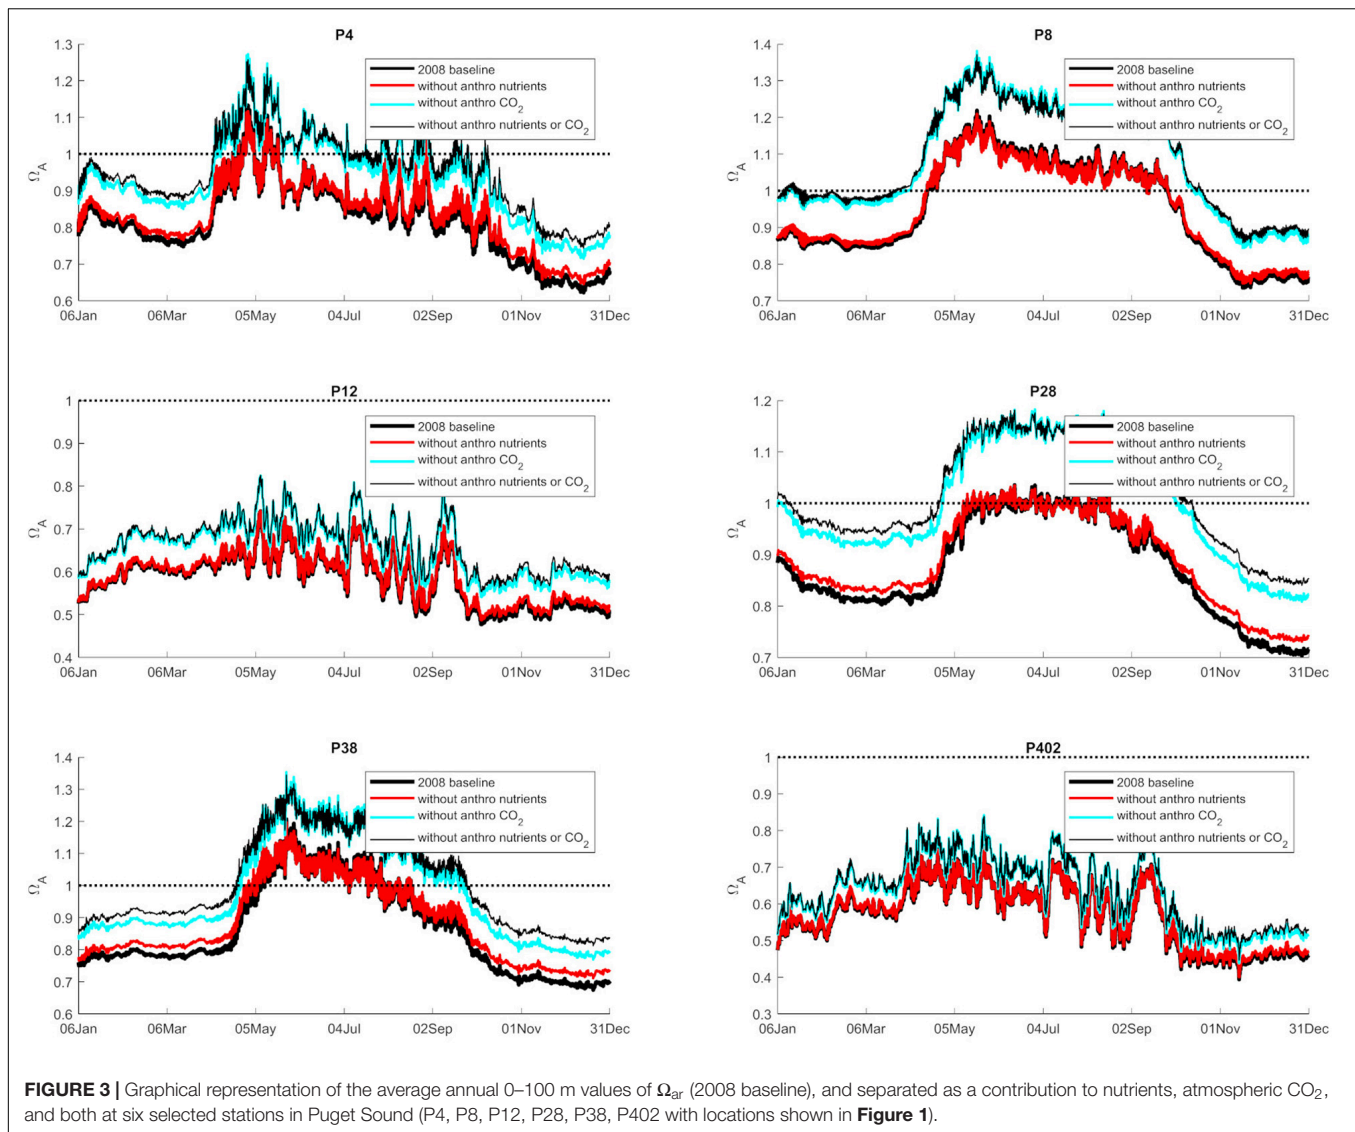 P4
1.3
1.2
1.1
1
0.9
0.8
0.7
0.6
Ω_A
06Jan 06Mar 05May 04Jul 02Sep 01Nov 31Dec
2008 baseline
without anthro nutrients
without anthro CO2
without anthro nutrients or CO2
P8
1.4
1.3
1.2
1.1
1
0.9
0.8
0.7
Ω_A
06Jan 06Mar 05May 04Jul 02Sep 01Nov 31Dec
2008 baseline
without anthro nutrients
without anthro CO2
without anthro nutrients or CO2
P12
1
0.9
0.8
0.7
0.6
0.5
0.4
Ω_A
06Jan 06Mar 05May 04Jul 02Sep 01Nov 31Dec
2008 baseline
without anthro nutrients
without anthro CO2
without anthro nutrients or CO2
P28
1.2
1.1
1
0.9
0.8
0.7
Ω_A
06Jan 06Mar 05May 04Jul 02Sep 01Nov 31Dec
2008 baseline
without anthro nutrients
without anthro CO2
without anthro nutrients or CO2
P38
1.4
1.3
1.2
1.1
1
0.9
0.8
0.7
0.6
Ω_A
06Jan 06Mar 05May 04Jul 02Sep 01Nov 31Dec
2008 baseline
without anthro nutrients
without anthro CO2
without anthro nutrients or CO2
P402
1
0.9
0.8
0.7
0.6
0.5
0.4
0.3
Ω_A
06Jan 06Mar 05May 04Jul 02Sep 01Nov 31Dec
2008 baseline
without anthro nutrients
without anthro CO2
without anthro nutrients or CO2
FIGURE 3 | Graphical representation of the average annual 0–100 m values of Ωar (2008 baseline), and separated as a contribution to nutrients, atmospheric CO2,
and both at six selected stations in Puget Sound (P4, P8, P12, P28, P38, P402 with locations shown in Figure 1).